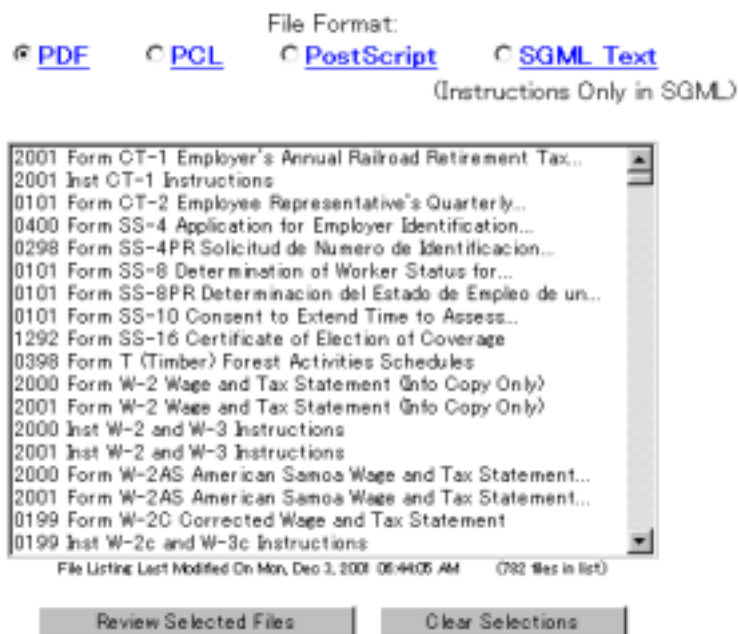 File Format:
PDF PCL PostScript SGML Text
(Instructions Only in SGML)
2001 Form CT-1 Employer's Annual Railroad Retirement Tax...
2001 Inst CT-1 Instructions
0101 Form CT-2 Employee Representative's Quarterly...
0400 Form SS-4 Application for Employer Identification...
0298 Form SS-4PR Solicitud de Numero de Identificacion...
0101 Form SS-8 Determination of Worker Status for...
0101 Form SS-8PR Determinacion del Estado de Empleo de un...
0101 Form SS-10 Consent to Extend Time to Assess...
1292 Form SS-16 Certificate of Election of Coverage
0398 Form T (Timber) Forest Activities Schedules
2000 Form W-2 Wage and Tax Statement (Info Copy Only)
2001 Form W-2 Wage and Tax Statement (Info Copy Only)
2000 Inst W-2 and W-3 Instructions
2001 Inst W-2 and W-3 Instructions
2000 Form W-2AS American Samoa Wage and Tax Statement...
2001 Form W-2AS American Samoa Wage and Tax Statement...
0199 Form W-2C Corrected Wage and Tax Statement
0199 Inst W-2c and W-3c Instructions
File Listing Last Modified On Mon, Dec 3, 2001 06:44:05 AM (782 files in list)
Review Selected Files Clear Selections